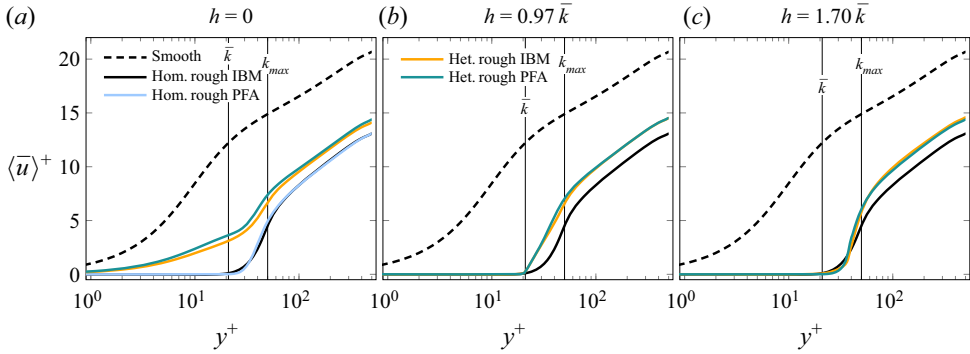 (a) h = 0
(b) h = 0.97 k̄
(c) h = 1.70 k̄
20
15
10
5
0
⟨ū⟩⁺
Smooth
Hom. rough IBM
Hom. rough PFA
k̄
k_max
10⁰ 10¹ 10²
y⁺
Het. rough IBM
Het. rough PFA
k̄
k_max
10⁰ 10¹ 10²
y⁺
k̄
k_max
10⁰ 10¹ 10²
y⁺